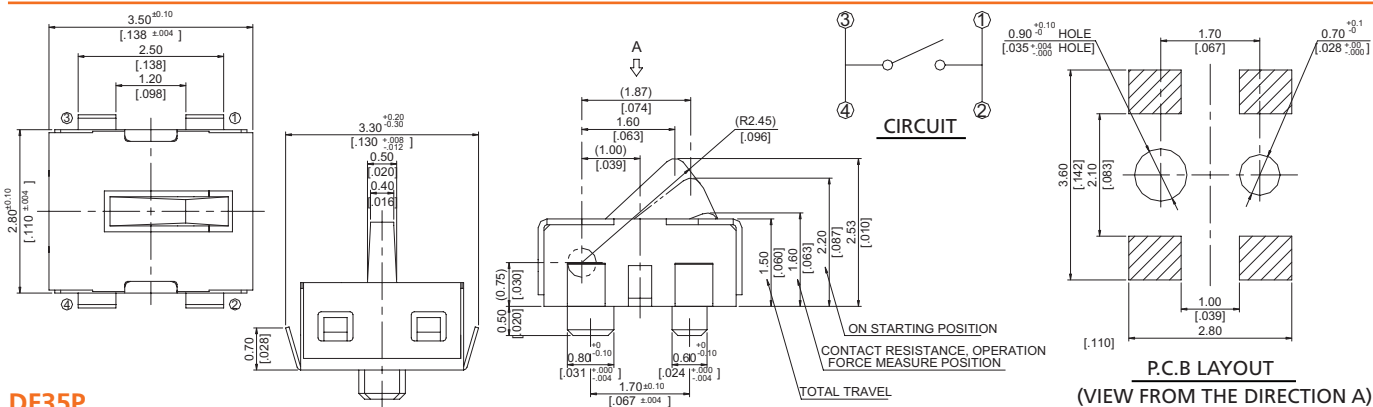 3.50±0.10
[.138 ±.004 ]
2.50
[.138]
1.20
[.098]
③ ①
2.80±0.10
[.110 ±.004 ]
④ ②
3.30 +0.20 -0.30
[.130 +.008 -.012 ]
0.50
[.020]
0.40
[.016]
0.70
[.028]
A
(1.87)
[.074]
1.60
[.063]
(1.00)
[.039]
(R2.45)
[.096]
(0.75)
[.030]
0.50
[.020]
1.50
[.060]
1.60
[.063]
2.20
[.087]
2.53
[.010]
+0
0.80 -0.10
[.031 +.000 -.004 ]
+0
0.60 -0.10
[.024 +.000 -.004 ]
1.70±0.10
[.067 ±.004 ]
ON STARTING POSITION
CONTACT RESISTANCE, OPERATION
FORCE MEASURE POSITION
TOTAL TRAVEL
③ ①
④ ②
CIRCUIT
0.90 +0.10 -0 HOLE
[.035 +.004 -.000 HOLE]
1.70
[.067]
0.70 +0.1 -0
[.028 +.00 -.000 ]
3.60
[.142]
2.10
[.083]
1.00
[.039]
2.80
[.110]
P.C.B LAYOUT
(VIEW FROM THE DIRECTION A)
DF35P